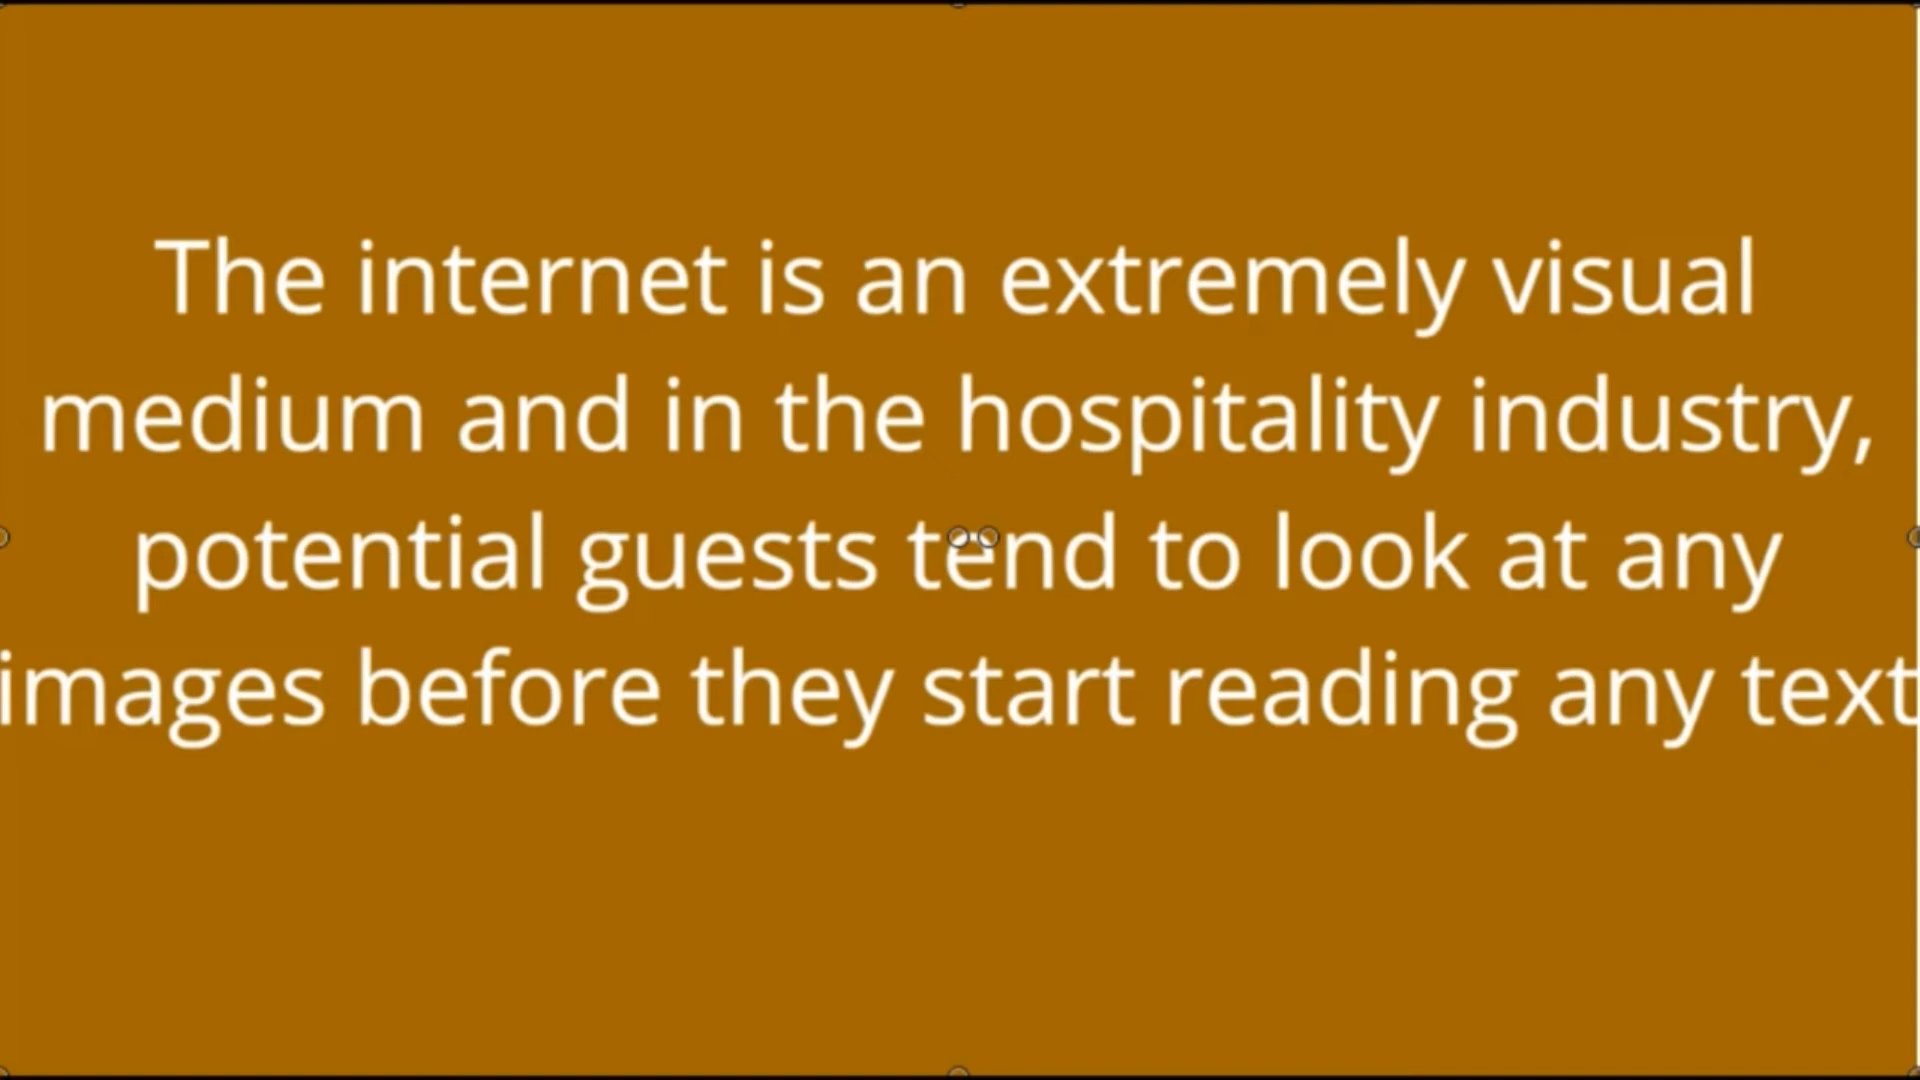 The internet is an extremely visual
medium and in the hospitality industry,
potential guests tend to look at any
images before they start reading any text